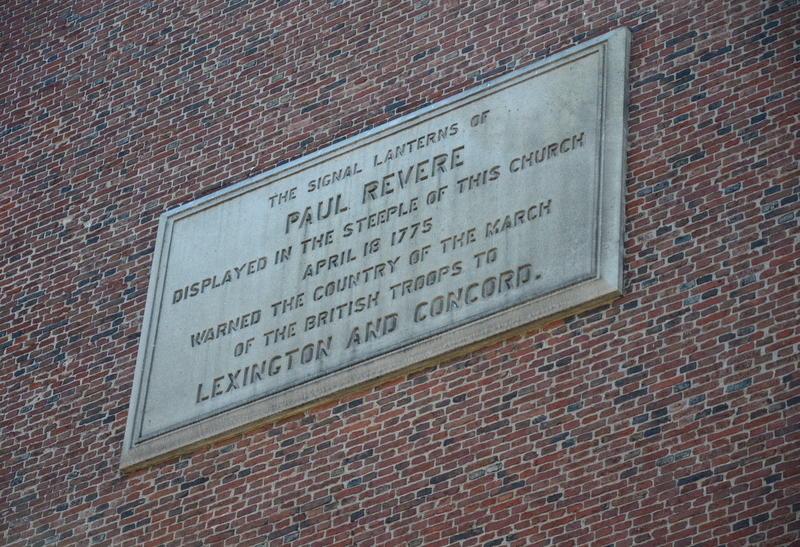 THE SIGNAL LANTERNS OF
PAUL REVERE
DISPLAYED IN THE STEEPLE OF THIS CHURCH
APRIL 18 1775
WARNED THE COUNTRY OF THE MARCH
OF THE BRITISH TROOPS TO
LEXINGTON AND CONCORD.